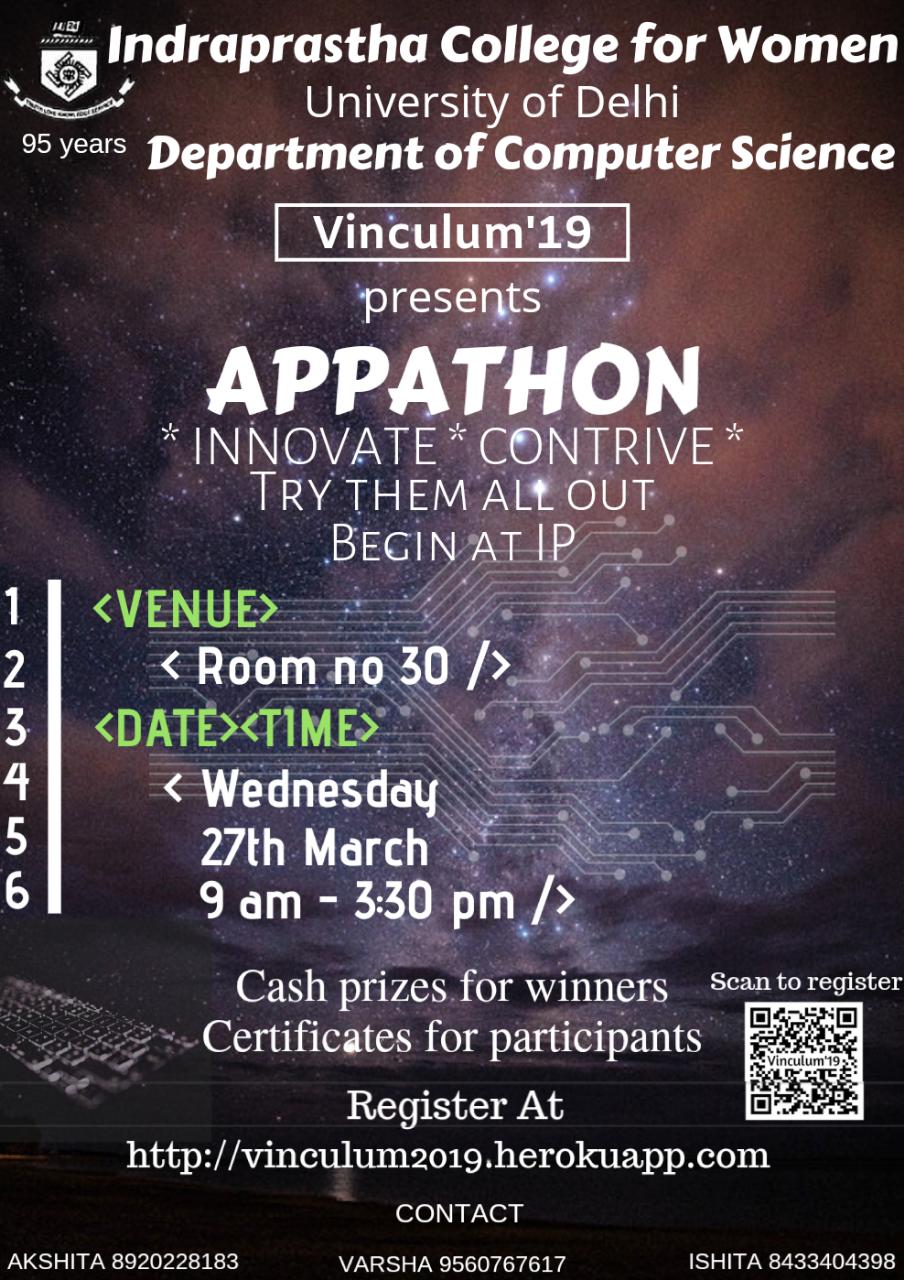 Indraprastha College for Women
University of Delhi
95 years
Department of Computer Science
Vinculum'19
presents
APPATHON
* INNOVATE * CONTRIVE *
TRY THEM ALL OUT
BEGIN AT IP
1 <VENUE>
2 < Room no 30 />
3 <DATE><TIME>
4 < Wednesday
5 27th March
6 9 am - 3:30 pm />
Cash prizes for winners
Certificates for participants
Scan to register
Vinculum'19
Register At
http://vinculum2019.herokuapp.com
CONTACT
AKSHITA 8920228183
VARSHA 9560767617
ISHITA 8433404398